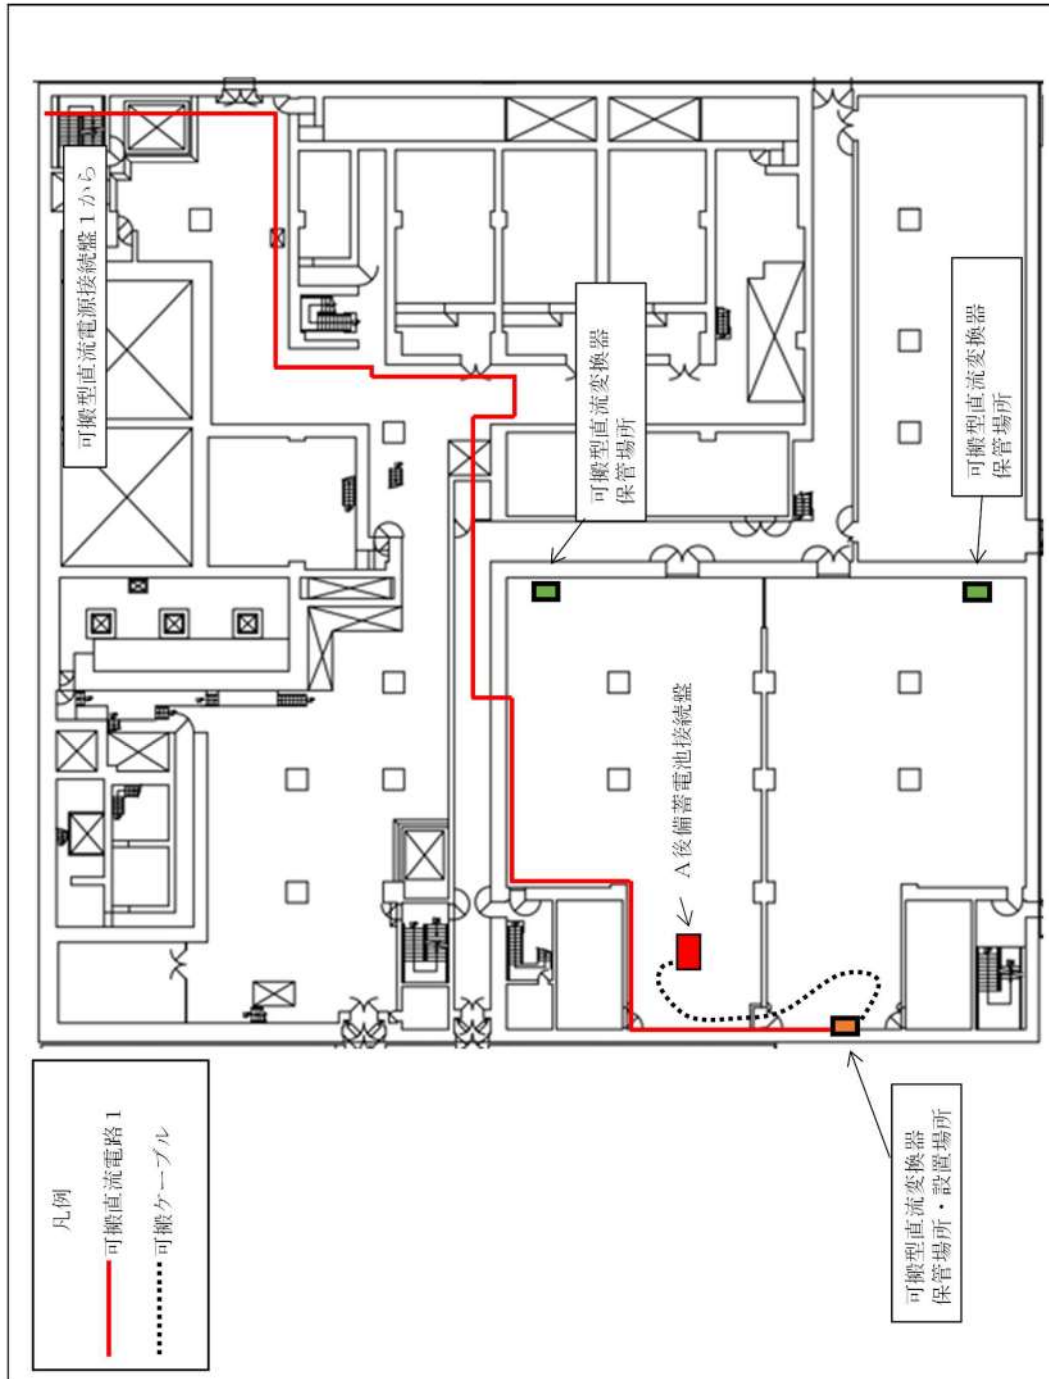 可搬型直流電源接続盤１から
可搬型直流変換器
保管場所
可搬型直流変換器
保管場所
A後備蓄電池接続盤
凡例
可搬直流電路１
可搬ケーブル
可搬型直流変換器
保管場所・設置場所